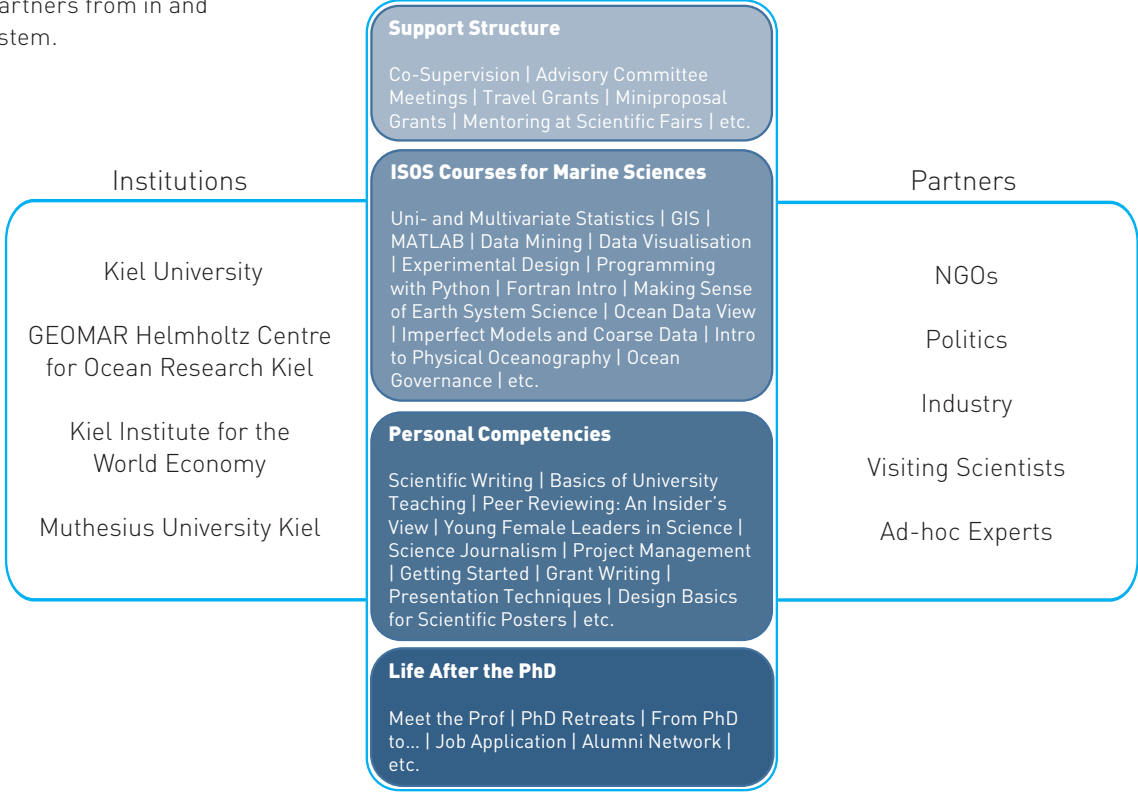 artners from in and
stem.
Support Structure
Co-Supervision | Advisory Committee
Meetings | Travel Grants | Miniproposal
Grants | Mentoring at Scientific Fairs | etc.
Institutions
Kiel University
GEOMAR Helmholtz Centre
for Ocean Research Kiel
Kiel Institute for the
World Economy
Muthesius University Kiel
ISOS Courses for Marine Sciences
Uni- and Multivariate Statistics | GIS |
MATLAB | Data Mining | Data Visualisation
| Experimental Design | Programming
with Python | Fortran Intro | Making Sense
of Earth System Science | Ocean Data View
| Imperfect Models and Coarse Data | Intro
to Physical Oceanography | Ocean
Governance | etc.
Personal Competencies
Scientific Writing | Basics of University
Teaching | Peer Reviewing: An Insider’s
View | Young Female Leaders in Science |
Science Journalism | Project Management
| Getting Started | Grant Writing |
Presentation Techniques | Design Basics
for Scientific Posters | etc.
Life After the PhD
Meet the Prof | PhD Retreats | From PhD
to... | Job Application | Alumni Network |
etc.
Partners
NGOs
Politics
Industry
Visiting Scientists
Ad-hoc Experts